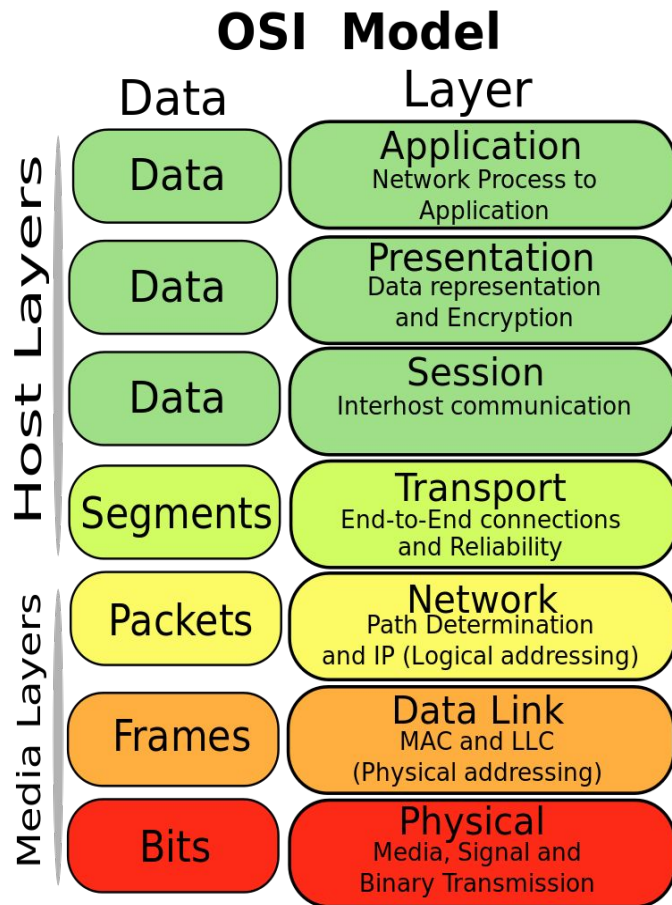 OSI Model
Data
Layer
Host Layers
Data
Application
Network Process to
Application
Data
Presentation
Data representation
and Encryption
Data
Session
Interhost communication
Segments
Transport
End-to-End connections
and Reliability
Media Layers
Packets
Network
Path Determination
and IP (Logical addressing)
Frames
Data Link
MAC and LLC
(Physical addressing)
Bits
Physical
Media, Signal and
Binary Transmission